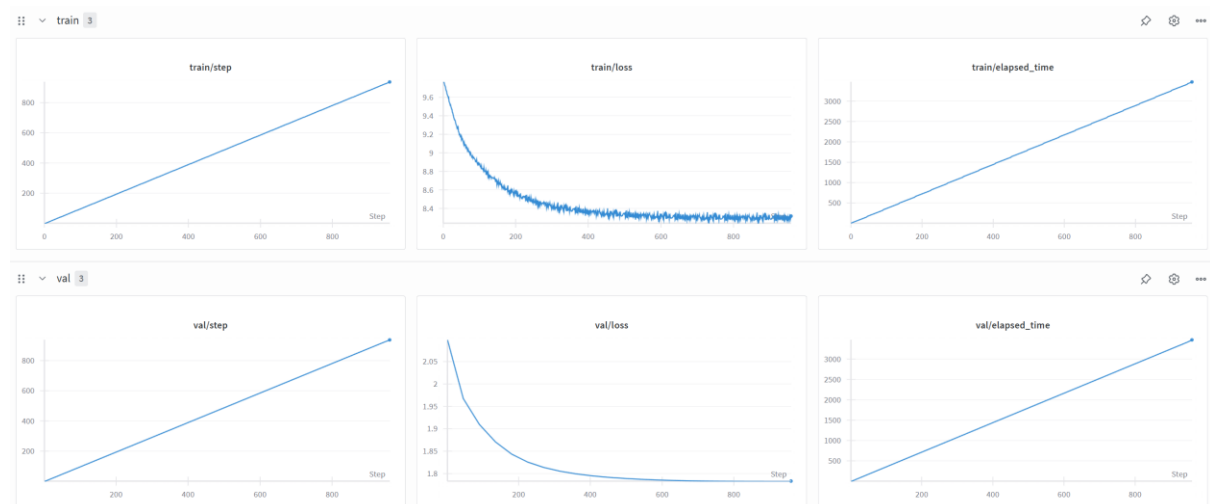 train 3
train/step
800
600
400
200
Step
0 200 400 600 800
train/loss
9.6
9.4
9.2
9
8.8
8.6
8.4
Step
0 200 400 600 800
train/elapsed_time
3000
2500
2000
1500
1000
500
Step
0 200 400 600 800
val 3
val/step
800
600
400
200
Step
200 400 600 800
val/loss
2.05
2
1.95
1.9
1.85
1.8
Step
200 400 600 800
val/elapsed_time
3000
2500
2000
1500
1000
500
Step
200 400 600 800